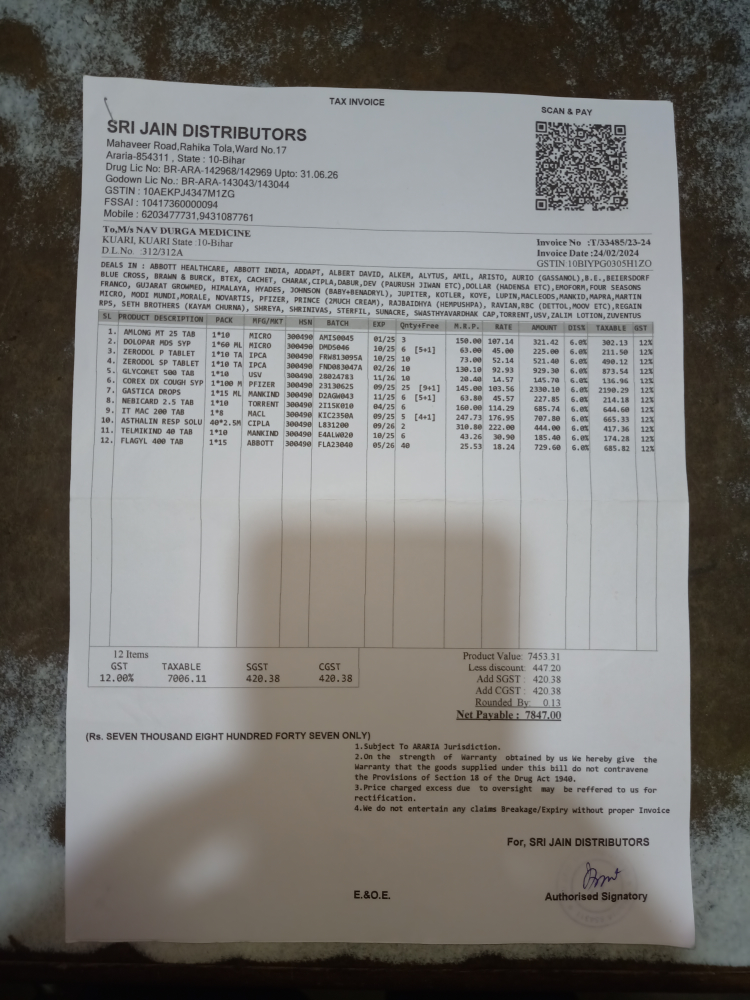 TAX INVOICE
SCAN & PAY
SRI JAIN DISTRIBUTORS
Mahaveer Road,Rahika Tola,Ward No.17
Araria-854311 , State : 10-Bihar
Drug Lic No: BR-ARA-142968/142969 Upto: 31.06.26
Godown Lic No.: BR-ARA-143043/143044
GSTIN : 10AEKPJ4347M1ZG
FSSAI : 10417360000094
Mobile : 6203477731,9431087761
To,M/s NAV DURGA MEDICINE
KUARI, KUARI State :10-Bihar
D.L.No. :312/312A
Invoice No :T/33485/23-24
Invoice Date :24/02/2024
GSTIN 10BIYPG0305H1ZO
DEALS IN : ABBOTT HEALTHCARE, ABBOTT INDIA, ADDAPT, ALBERT DAVID, ALKEM, ALYTUS, AMIL, ARISTO, AURIO (GASSANOL),B.E.,BEIERSDORF
BLUE CROSS, BRAWN & BURCK, BTEX, CACHET, CHARAK,CIPLA,DABUR,DEV (PAURUSH JIWAN ETC),DOLLAR (HADENSA ETC),EMOFORM,FOUR SEASONS
FRANCO, GUJARAT GROWMED, HIMALAYA, HYADES, JOHNSON (BABY+BENADRYL), JUPITER, KOTLER, KOYE, LUPIN,MACLEODS,MANKID,MAPRA,MARTIN
MICRO, MODI MUNDI,MORALE, NOVARTIS, PFIZER, PRINCE (2MUCH CREAM), RAJBAIDHYA (HEMPUSHPA), RAVIAN,RBC (DETTOL,MOOV ETC),REGAIN
RPS, SETH BROTHERS (KAYAM CHURNA), SHREYA, SHRINIVAS, STERFIL, SUNACRE, SWASTHYAVARDHAK CAP,TORRENT,USV,ZALIM LOTION,ZUVENTUS
SL PRODUCT DESCRIPTION PACK MFG/MKT HSN BATCH EXP Qnty+Free M.R.P. RATE AMOUNT DIS% TAXABLE GST
1. AMLONG MT 25 TAB 1*10 MICRO 300490 AMIS0045 01/25 3 150.00 107.14 321.42 6.0% 302.13 12%
2. DOLOPAR MDS SYP 1*60 ML MICRO 300490 DMDS046 10/25 6 [5+1] 63.00 45.00 225.00 6.0% 211.50 12%
3. ZERODOL P TABLET 1*10 TA IPCA 300490 FRW813095A 10/25 10 73.00 52.14 521.40 6.0% 490.12 12%
4. ZERODOL SP TABLET 1*10 TA IPCA 300490 FND083047A 02/26 10 130.10 92.93 929.30 6.0% 873.54 12%
5. GLYCOMET 500 TAB 1*10 USV 300490 28024783 11/26 10 20.40 14.57 145.70 6.0% 136.96 12%
6. COREX DX COUGH SYP 1*100 M PFIZER 300490 23130625 09/25 25 [9+1] 145.00 103.56 2330.10 6.0% 2190.29 12%
7. GASTICA DROPS 1*15 ML MANKIND 300490 D2AGW043 11/25 6 [5+1] 63.80 45.57 227.85 6.0% 214.18 12%
8. NEBICARD 2.5 TAB 1*10 TORRENT 300490 2I15K010 04/25 6 160.00 114.29 685.74 6.0% 644.60 12%
9. IT MAC 200 TAB 1*8 MACL 300490 KIC2350A 09/25 5 [4+1] 247.73 176.95 707.80 6.0% 665.33 12%
10. ASTHALIN RESP SOLU 40*2.5M CIPLA 300490 L831200 09/26 2 310.80 222.00 444.00 6.0% 417.36 12%
11. TELMIKIND 40 TAB 1*10 MANKIND 300490 E4ALW020 10/25 6 43.26 30.90 185.40 6.0% 174.28 12%
12. FLAGYL 400 TAB 1*15 ABBOTT 300490 FLA23040 05/26 40 25.53 18.24 729.60 6.0% 685.82 12%
12 Items
GST TAXABLE SGST CGST
12.00% 7006.11 420.38 420.38
Product Value: 7453.31
Less discount: 447.20
Add SGST : 420.38
Add CGST : 420.38
Rounded By: 0.13
Net Payable : 7847.00
(Rs. SEVEN THOUSAND EIGHT HUNDRED FORTY SEVEN ONLY)
1.Subject To ARARIA Jurisdiction.
2.On the strength of Warranty obtained by us We hereby give the
Warranty that the goods supplied under this bill do not contravene
the Provisions of Section 18 of the Drug Act 1940.
3.Price charged excess due to oversight may be reffered to us for
rectification.
4.We do not entertain any claims Breakage/Expiry without proper Invoice
For, SRI JAIN DISTRIBUTORS
E.&O.E.
Authorised Signatory